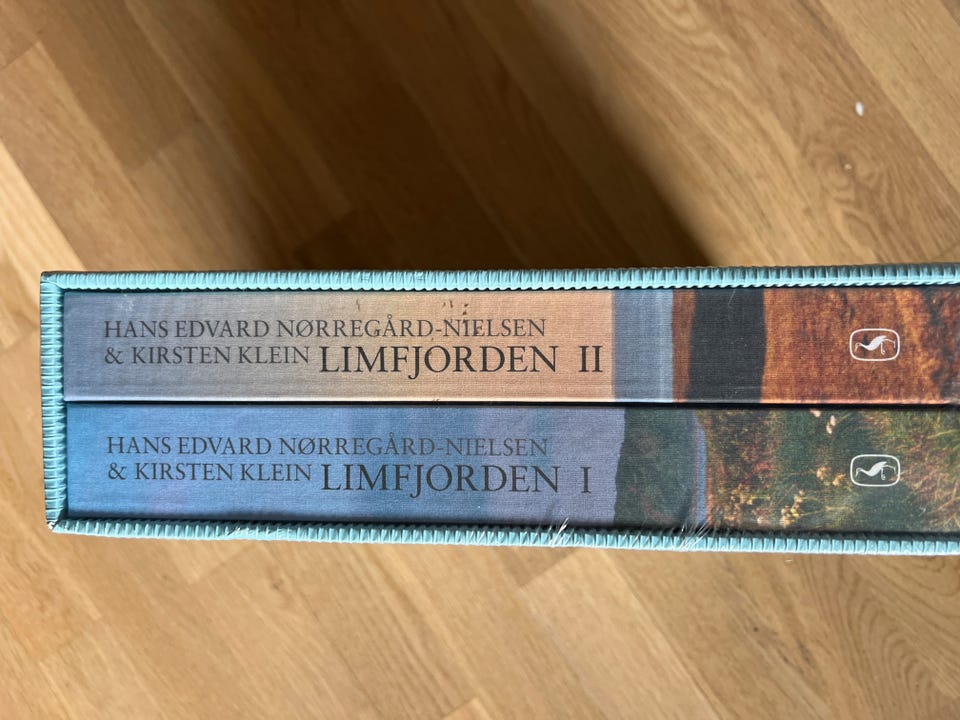 HANS EDVARD NØRREGÅRD-NIELSEN
& KIRSTEN KLEIN LIMFJORDEN II
HANS EDVARD NØRREGÅRD-NIELSEN
& KIRSTEN KLEIN LIMFJORDEN I